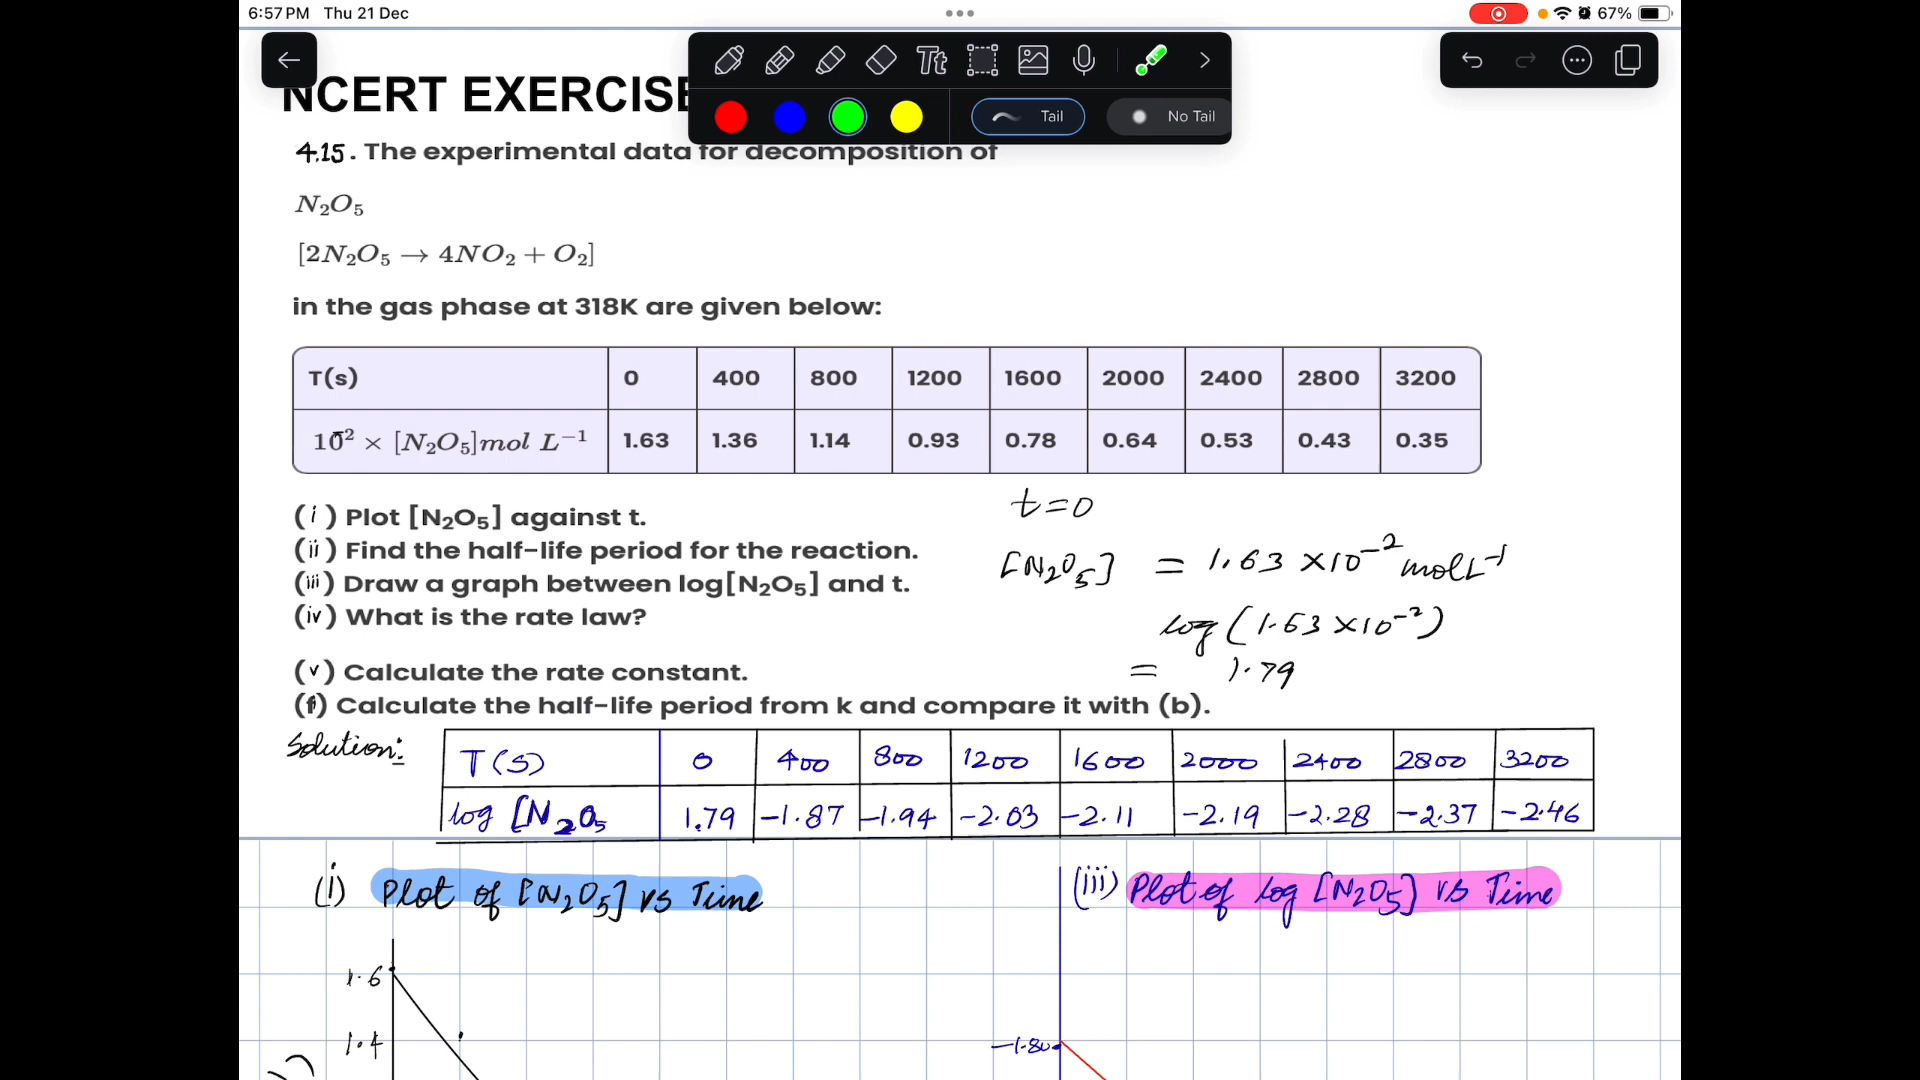 6:57 PM Thu 21 Dec
67%
Tt
Tail
No Tail
NCERT EXERCISE
4.15. The experimental data for decomposition of
N₂O₅
[2N₂O₅ → 4NO₂ + O₂]
in the gas phase at 318K are given below:
T(s) 0 400 800 1200 1600 2000 2400 2800 3200
10⁻² × [N₂O₅]mol L⁻¹ 1.63 1.36 1.14 0.93 0.78 0.64 0.53 0.43 0.35
(i) Plot [N₂O₅] against t.
(ii) Find the half-life period for the reaction.
(iii) Draw a graph between log[N₂O₅] and t.
(iv) What is the rate law?
(v) Calculate the rate constant.
(f) Calculate the half-life period from k and compare it with (b).
t=0
[N₂O₅] = 1.63 ×10⁻² mol L⁻¹
log (1.63 ×10⁻²)
= 1.79
Solution:
T(S) 0 400 800 1200 1600 2000 2400 2800 3200
log [N₂O₅ 1.79 -1.87 -1.94 -2.03 -2.11 -2.19 -2.28 -2.37 -2.46
(i) Plot of [N₂O₅] vs Time
1.6
1.4
(iii) Plot of log [N₂O₅] vs Time
-1.80